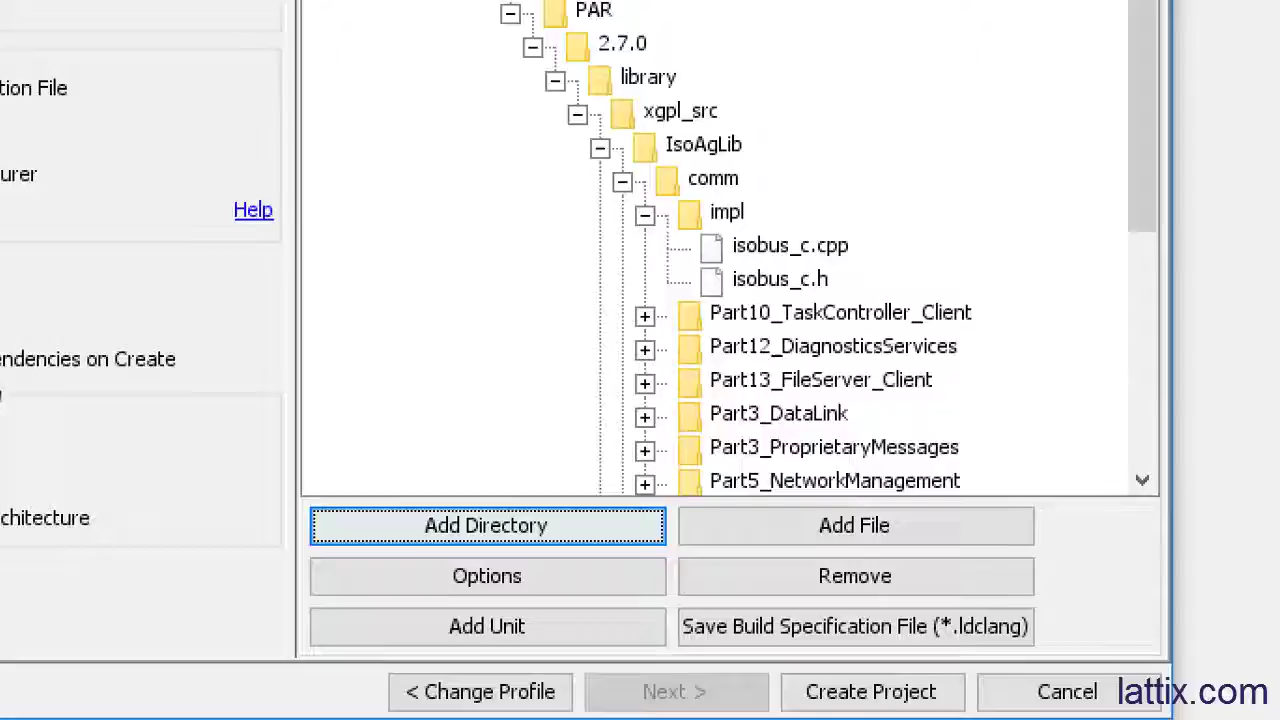 PAR
2.7.0
library
xgpl_src
IsoAgLib
comm
impl
isobus_c.cpp
isobus_c.h
Part10_TaskController_Client
Part12_DiagnosticsServices
Part13_FileServer_Client
Part3_DataLink
Part3_ProprietaryMessages
Part5_NetworkManagement
tion File
urer
Help
endencies on Create
chitecture
Add Directory
Add File
Options
Remove
Add Unit
Save Build Specification File (*.ldclang)
< Change Profile
Next >
Create Project
Cancel
lattix.com